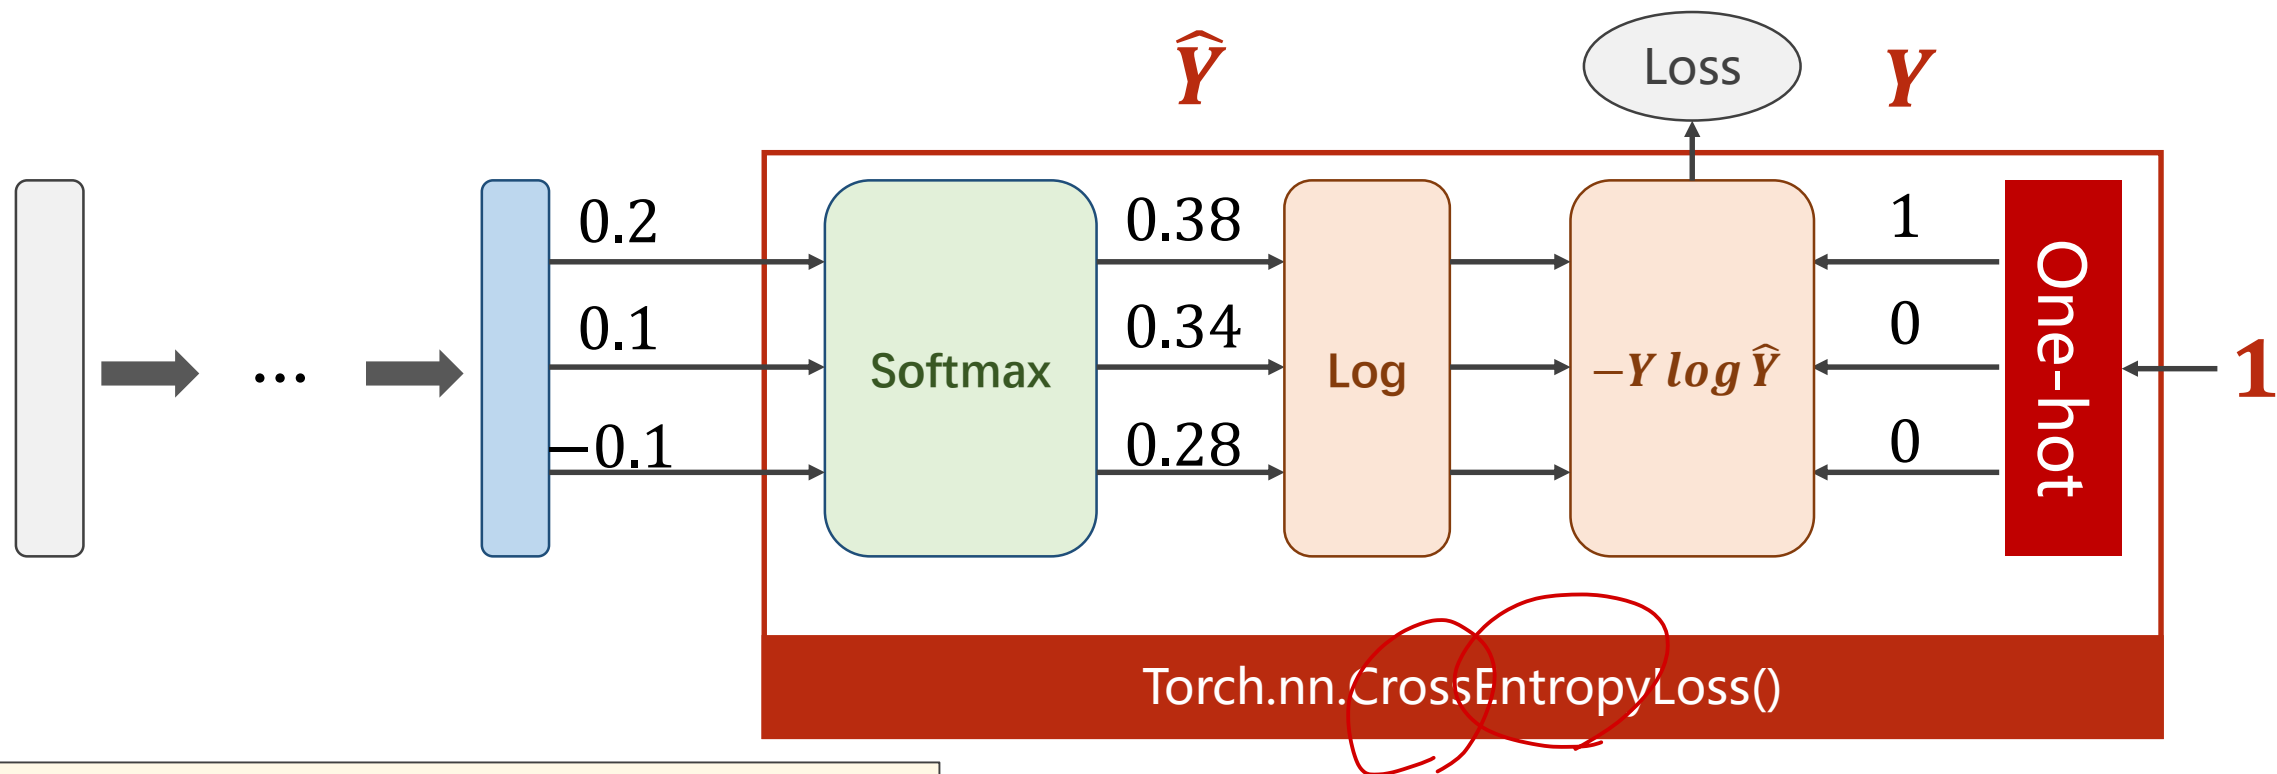 Ŷ
Loss
Y
0.2
0.38
1
0.1
0.34
0
−0.1
0.28
0
Softmax
Log
−Y log Ŷ
One-hot
1
...
Torch.nn.CrossEntropyLoss()